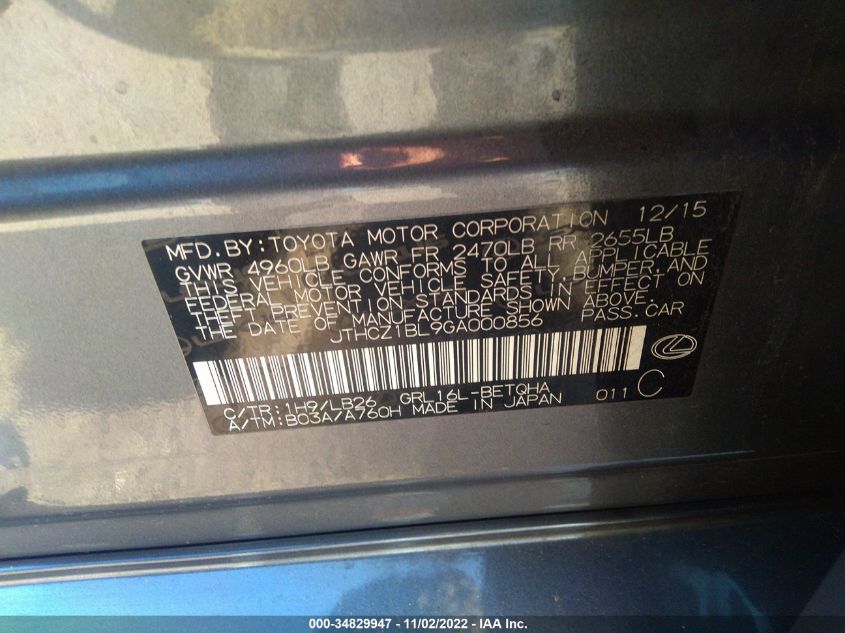 MFD.BY:TOYOTA MOTOR CORPORATION 12/15
GVWR 4960LB GAWR FR 2470LB RR 2655LB
THIS VEHICLE CONFORMS TO ALL APPLICABLE
FEDERAL MOTOR VEHICLE SAFETY,BUMPER,AND
THEFT PREVENTION STANDARDS IN EFFECT ON
THE DATE OF MANUFACTURE SHOWN ABOVE.
JTHCZ1BL9GA000856 PASS.CAR
C/TR:1H9/LB26 GRL16L-BETQHA
A/TM:B03A/A760H MADE IN JAPAN 011 C
000-34829947 - 11/02/2022 - IAA Inc.